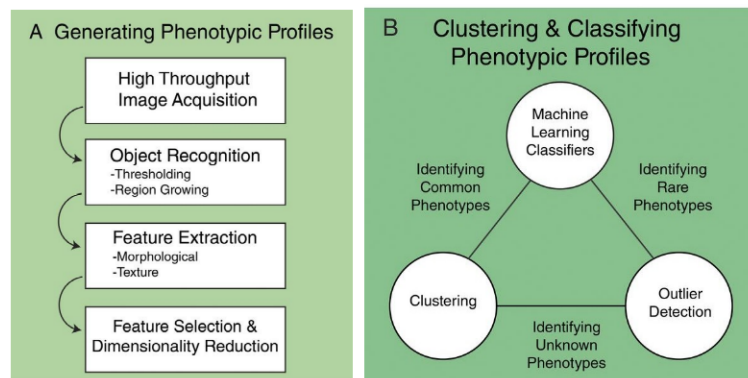 A Generating Phenotypic Profiles
High Throughput
Image Acquisition
Object Recognition
-Thresholding
-Region Growing
Feature Extraction
-Morphological
-Texture
Feature Selection &
Dimensionality Reduction
B Clustering & Classifying
Phenotypic Profiles
Machine
Learning
Classifiers
Identifying
Common
Phenotypes
Identifying
Rare
Phenotypes
Clustering
Outlier
Detection
Identifying
Unknown
Phenotypes